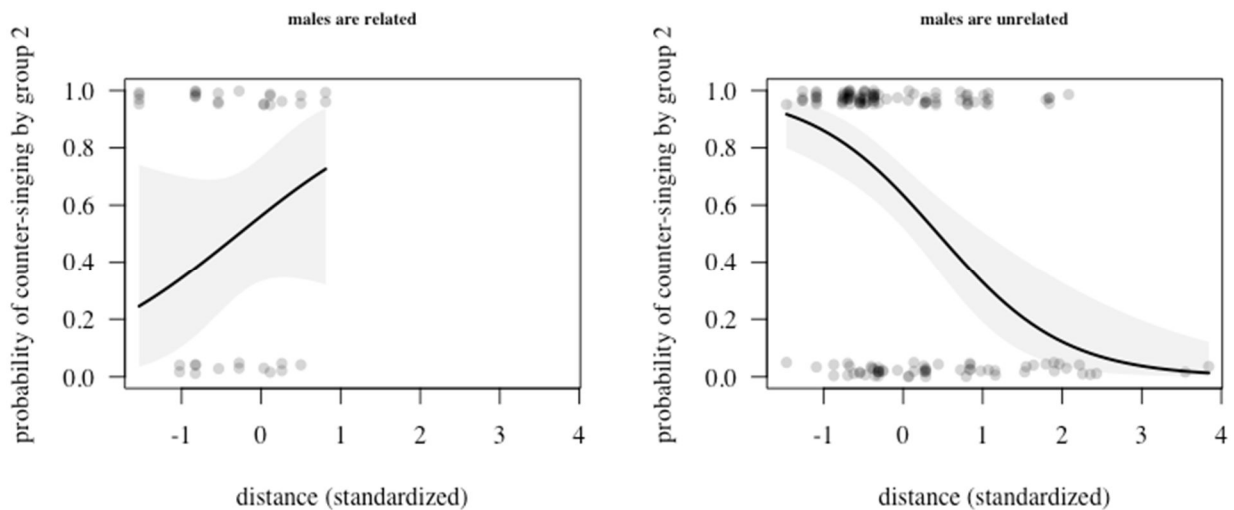 males are related
probability of counter-singing by group 2
1.0
0.8
0.6
0.4
0.2
0.0
-1 0 1 2 3 4
distance (standardized)
males are unrelated
probability of counter-singing by group 2
1.0
0.8
0.6
0.4
0.2
0.0
-1 0 1 2 3 4
distance (standardized)